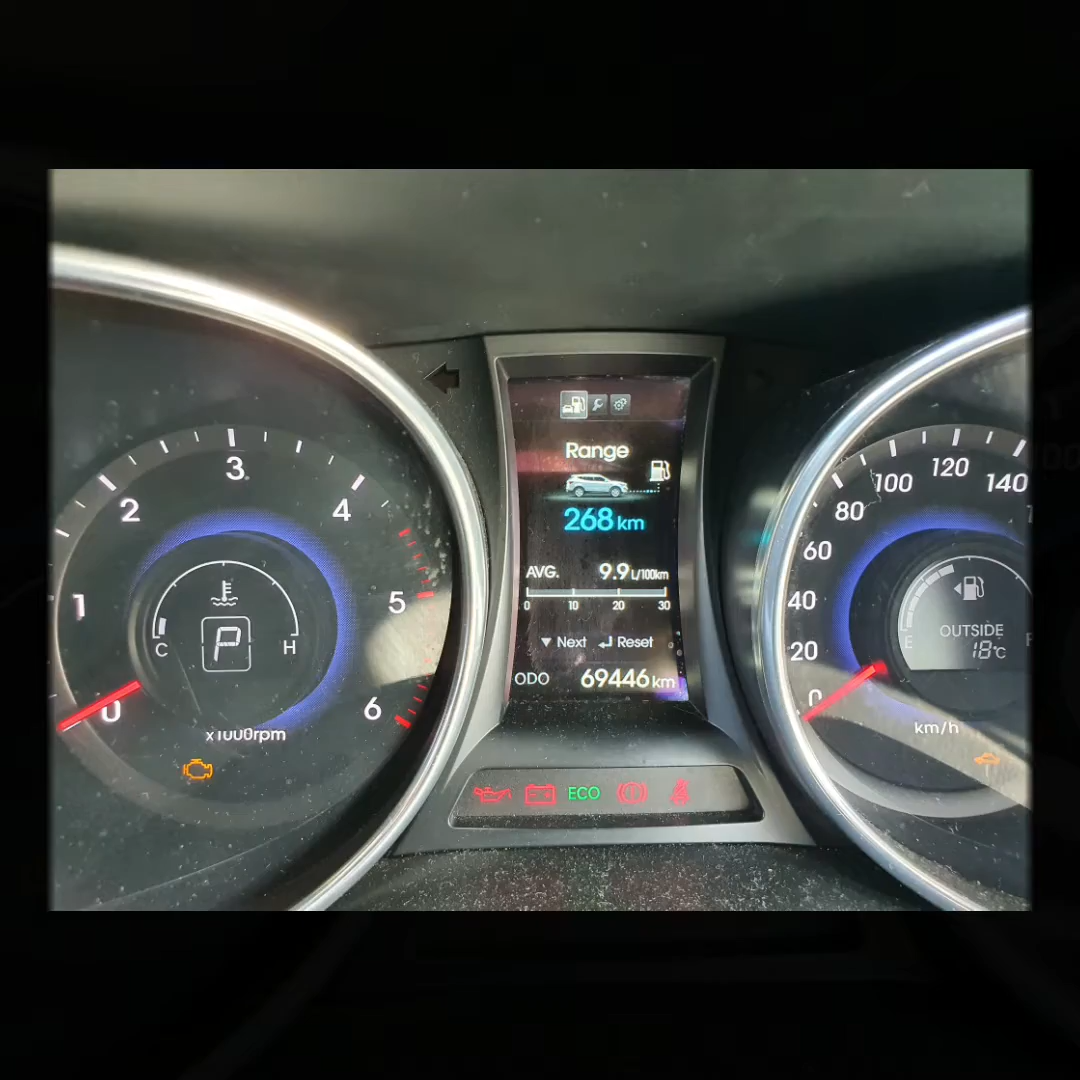 Range
268 km
AVG. 9.9 L/100km
0 10 20 30
▼ Next ↲ Reset
ODO 69446 km
0 1 2 3 4 5 6
C H
P
x1000rpm
ECO
0 20 40 60 80 100 120 140
E
OUTSIDE
18°C
km/h